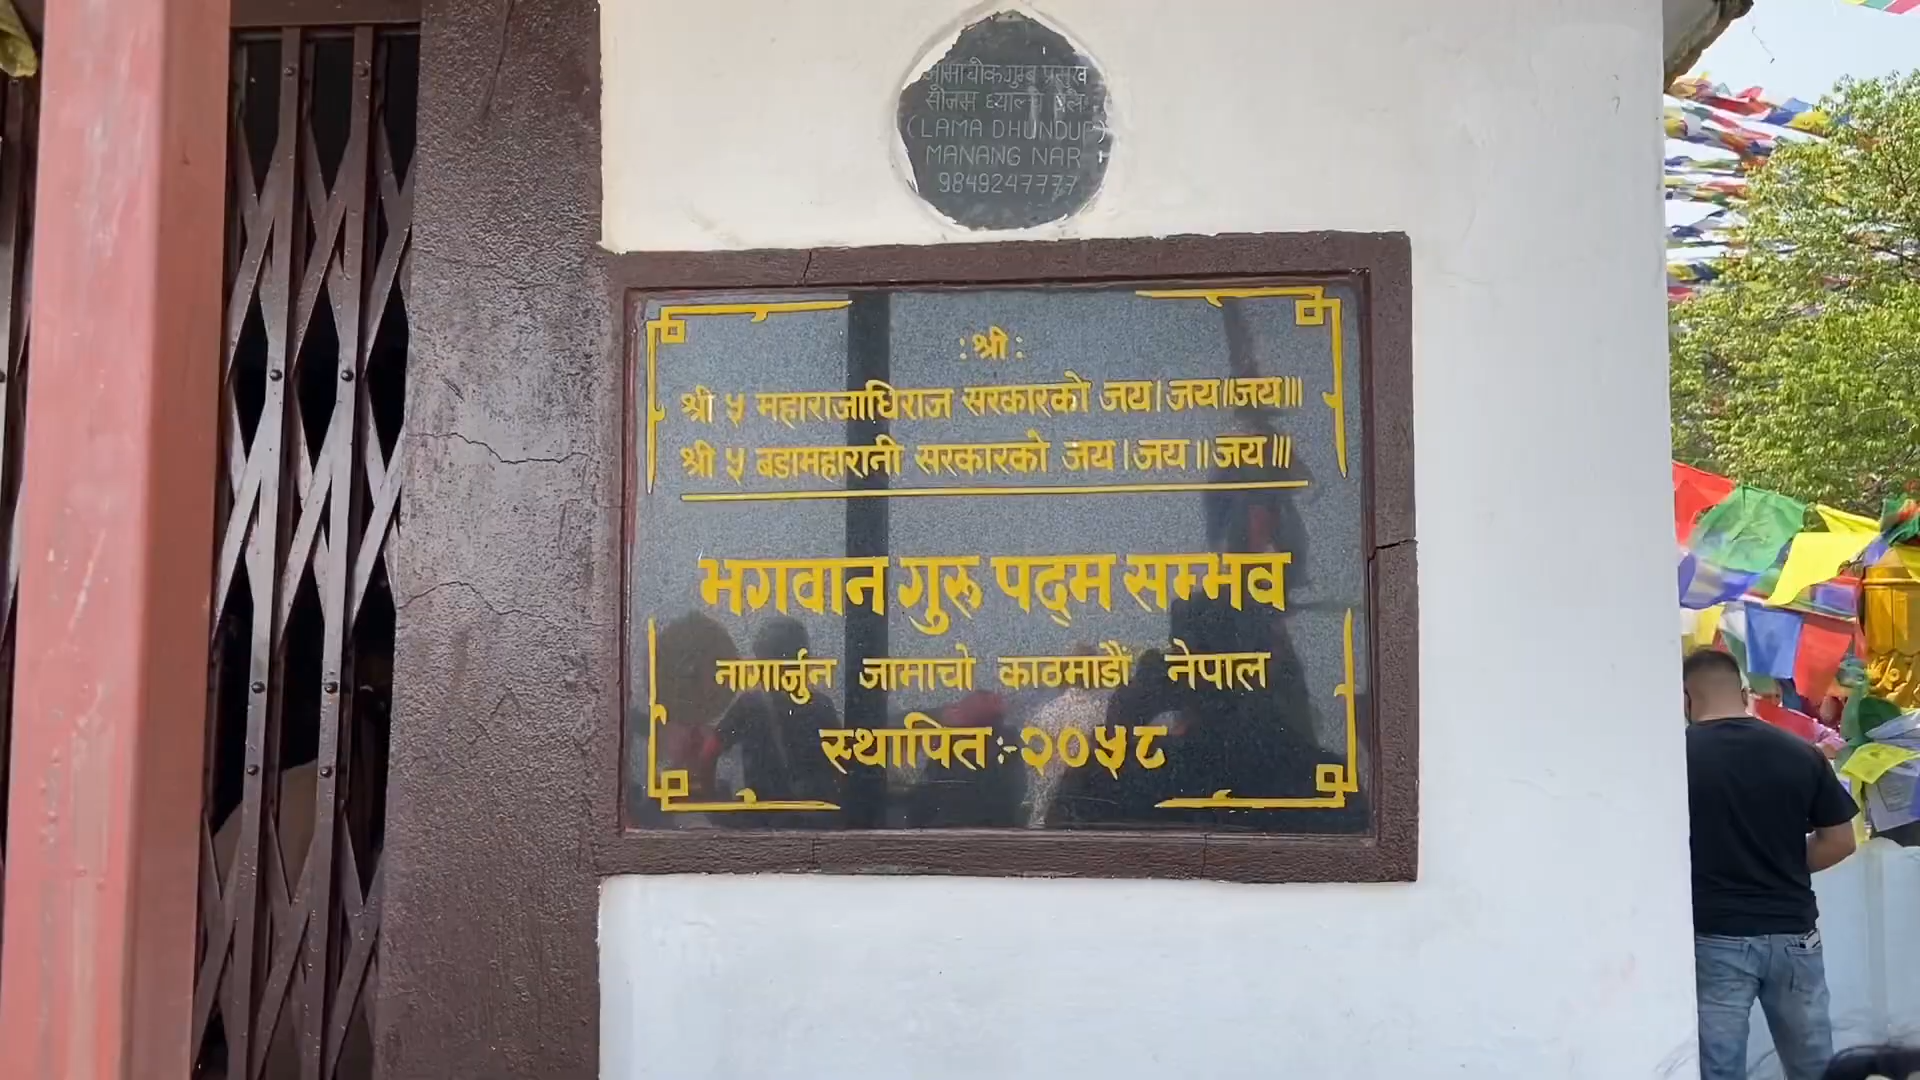 जामाचोक गुम्बा प्रमुख
(LAMA DHUNDUP)
MANANG NAR
9849247777
:श्री:
श्री ५ महाराजाधिराज सरकारको जय।जय॥जय॥।
श्री ५ बडामहारानी सरकारको जय।जय॥जय॥।
भगवान गुरु पद्म सम्भव
नागार्जुन जामाचो काठमाडौं नेपाल
स्थापित:-२०५८